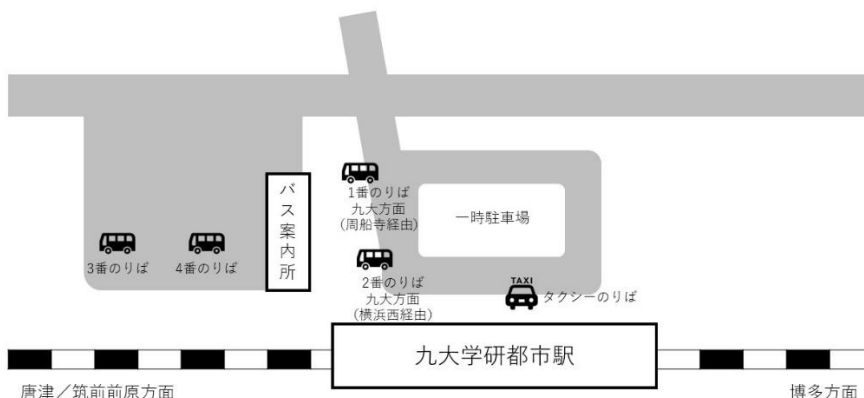 1番のりば
九大方面
(周船寺経由)
バス案内所
一時駐車場
3番のりば
4番のりば
2番のりば
九大方面
(横浜西経由)
TAXI
タクシーのりば
九大学研都市駅
唐津／筑前前原方面
博多方面